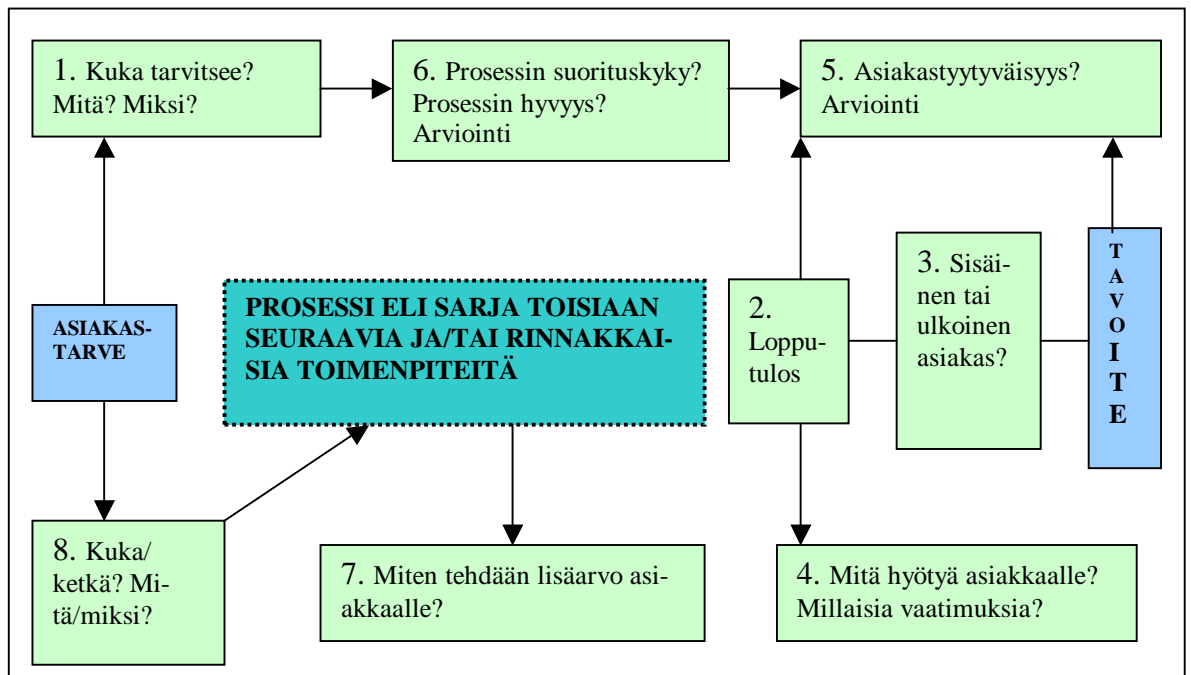 1. Kuka tarvitsee?
Mitä? Miksi?
6. Prosessin suorituskyky?
Prosessin hyvyys?
Arviointi
5. Asiakastyytyväisyys?
Arviointi
ASIAKAS-
TARVE
PROSESSI ELI SARJA TOISIAAN
SEURAAVIA JA/TAI RINNAKKAI-
SIA TOIMENPITEITÄ
2.
Loppu-
tulos
3. Sisäi-
nen tai
ulkoinen
asiakas?
T
A
V
O
I
T
E
8. Kuka/
ketkä? Mi-
tä/miksi?
7. Miten tehdään lisäarvo asi-
akkaalle?
4. Mitä hyötyä asiakkaalle?
Millaisia vaatimuksia?